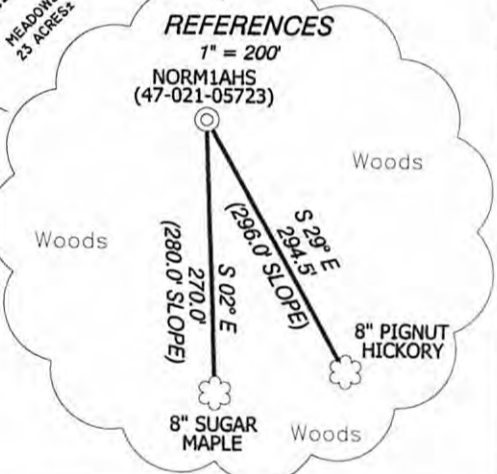 MEADOW
23 ACRES±
REFERENCES
1" = 200'
NORM1AHS
(47-021-05723)
Woods
Woods
S 02° E
270.0'
(280.0' SLOPE)
S 29° E
294.5'
(296.0' SLOPE)
8" PIGNUT
HICKORY
8" SUGAR
MAPLE
Woods